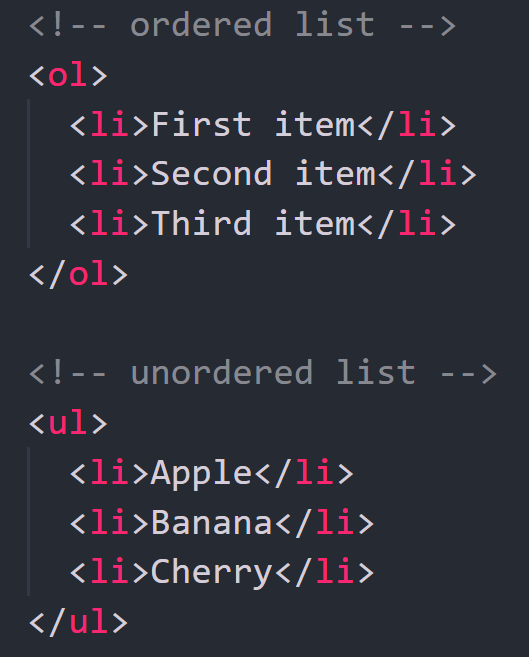 <!-- ordered list -->
<ol>
  <li>First item</li>
  <li>Second item</li>
  <li>Third item</li>
</ol>

<!-- unordered list -->
<ul>
  <li>Apple</li>
  <li>Banana</li>
  <li>Cherry</li>
</ul>